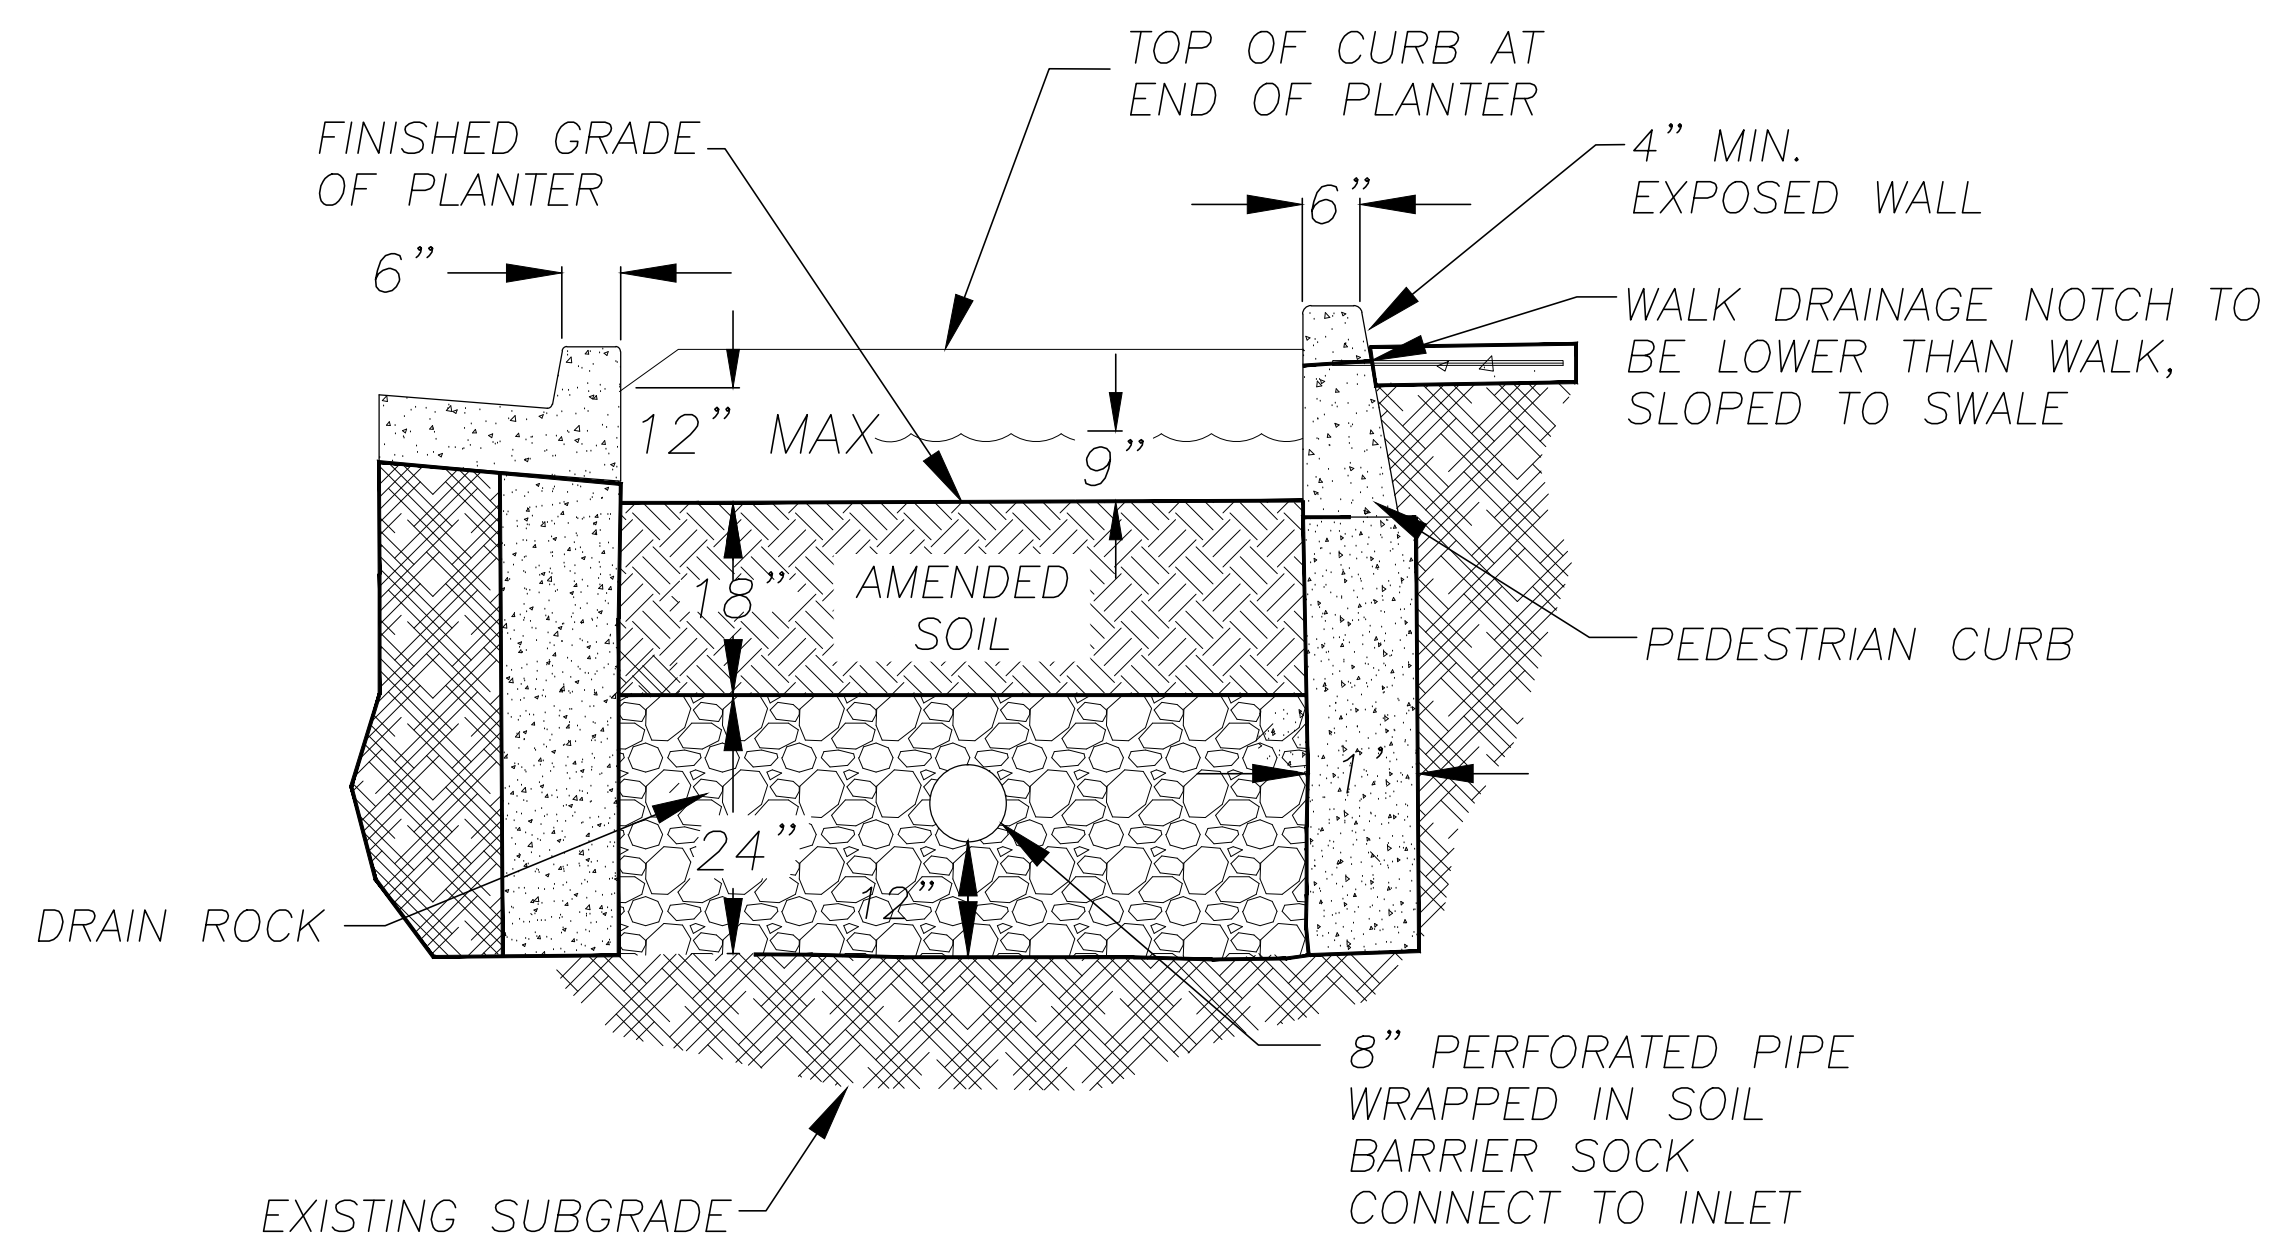 TOP OF CURB AT
END OF PLANTER
FINISHED GRADE
OF PLANTER
4" MIN.
EXPOSED WALL
6"
6"
WALK DRAINAGE NOTCH TO
BE LOWER THAN WALK,
SLOPED TO SWALE
12" MAX
9"
AMENDED
SOIL
18"
PEDESTRIAN CURB
1'
24"
12"
DRAIN ROCK
8" PERFORATED PIPE
WRAPPED IN SOIL
BARRIER SOCK
CONNECT TO INLET
EXISTING SUBGRADE